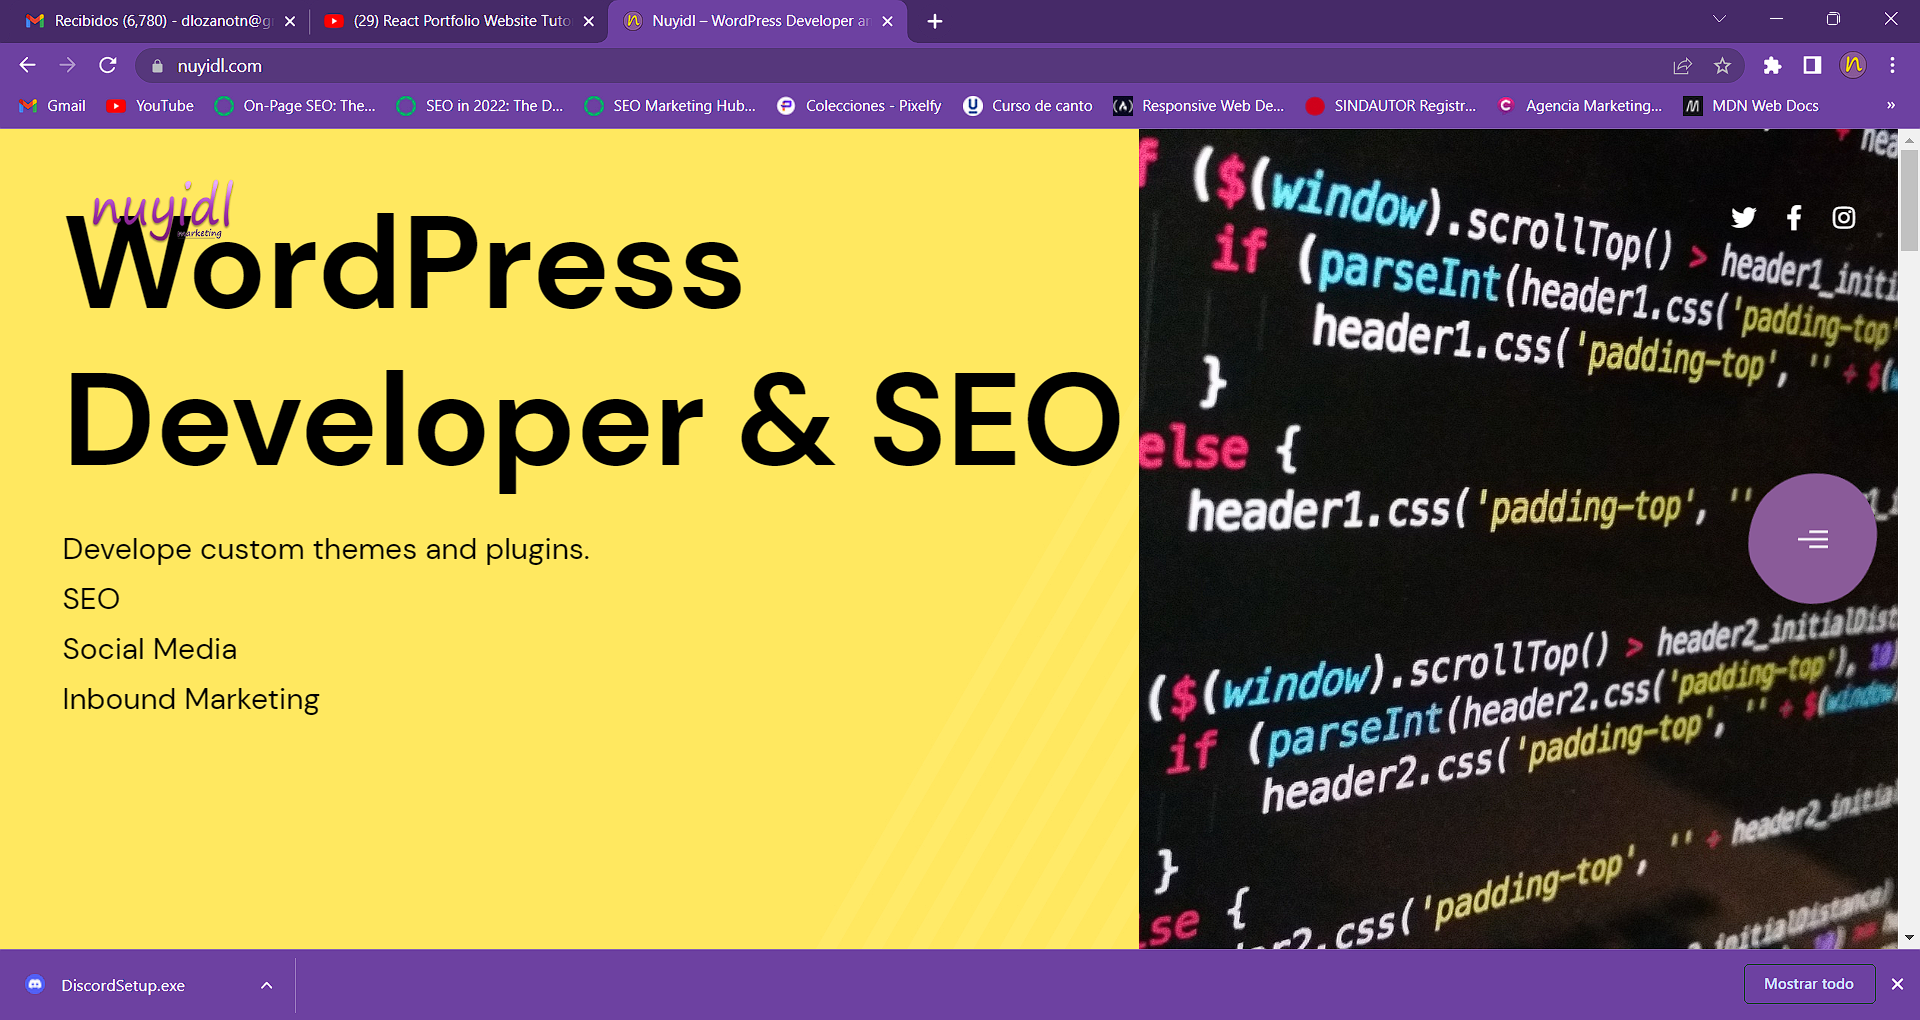 Recibidos (6,780) - dlozanotn@g
(29) React Portfolio Website Tuto
Nuyidl – WordPress Developer an
nuyidl.com
Gmail
YouTube
On-Page SEO: The...
SEO in 2022: The D...
SEO Marketing Hub...
Colecciones - Pixelfy
Curso de canto
Responsive Web De...
SINDAUTOR Registr...
Agencia Marketing...
MDN Web Docs
»
nuyidl
marketing
WordPress
Developer & SEO
Develope custom themes and plugins.
SEO
Social Media
Inbound Marketing
f ($(window).scrollTop() > header1_initi
if (parseInt(header1.css('padding-top'
header1.css('padding-top', '' + $(w
}
else {
header1.css('padding-top', ''
($(window).scrollTop() > header2_initialDist
if (parseInt(header2.css('padding-top'), 10)
header2.css('padding-top', '' + $(window
}
lse {
header2.css('padding-top', '' + header2_initia
initialDistance)
DiscordSetup.exe
Mostrar todo